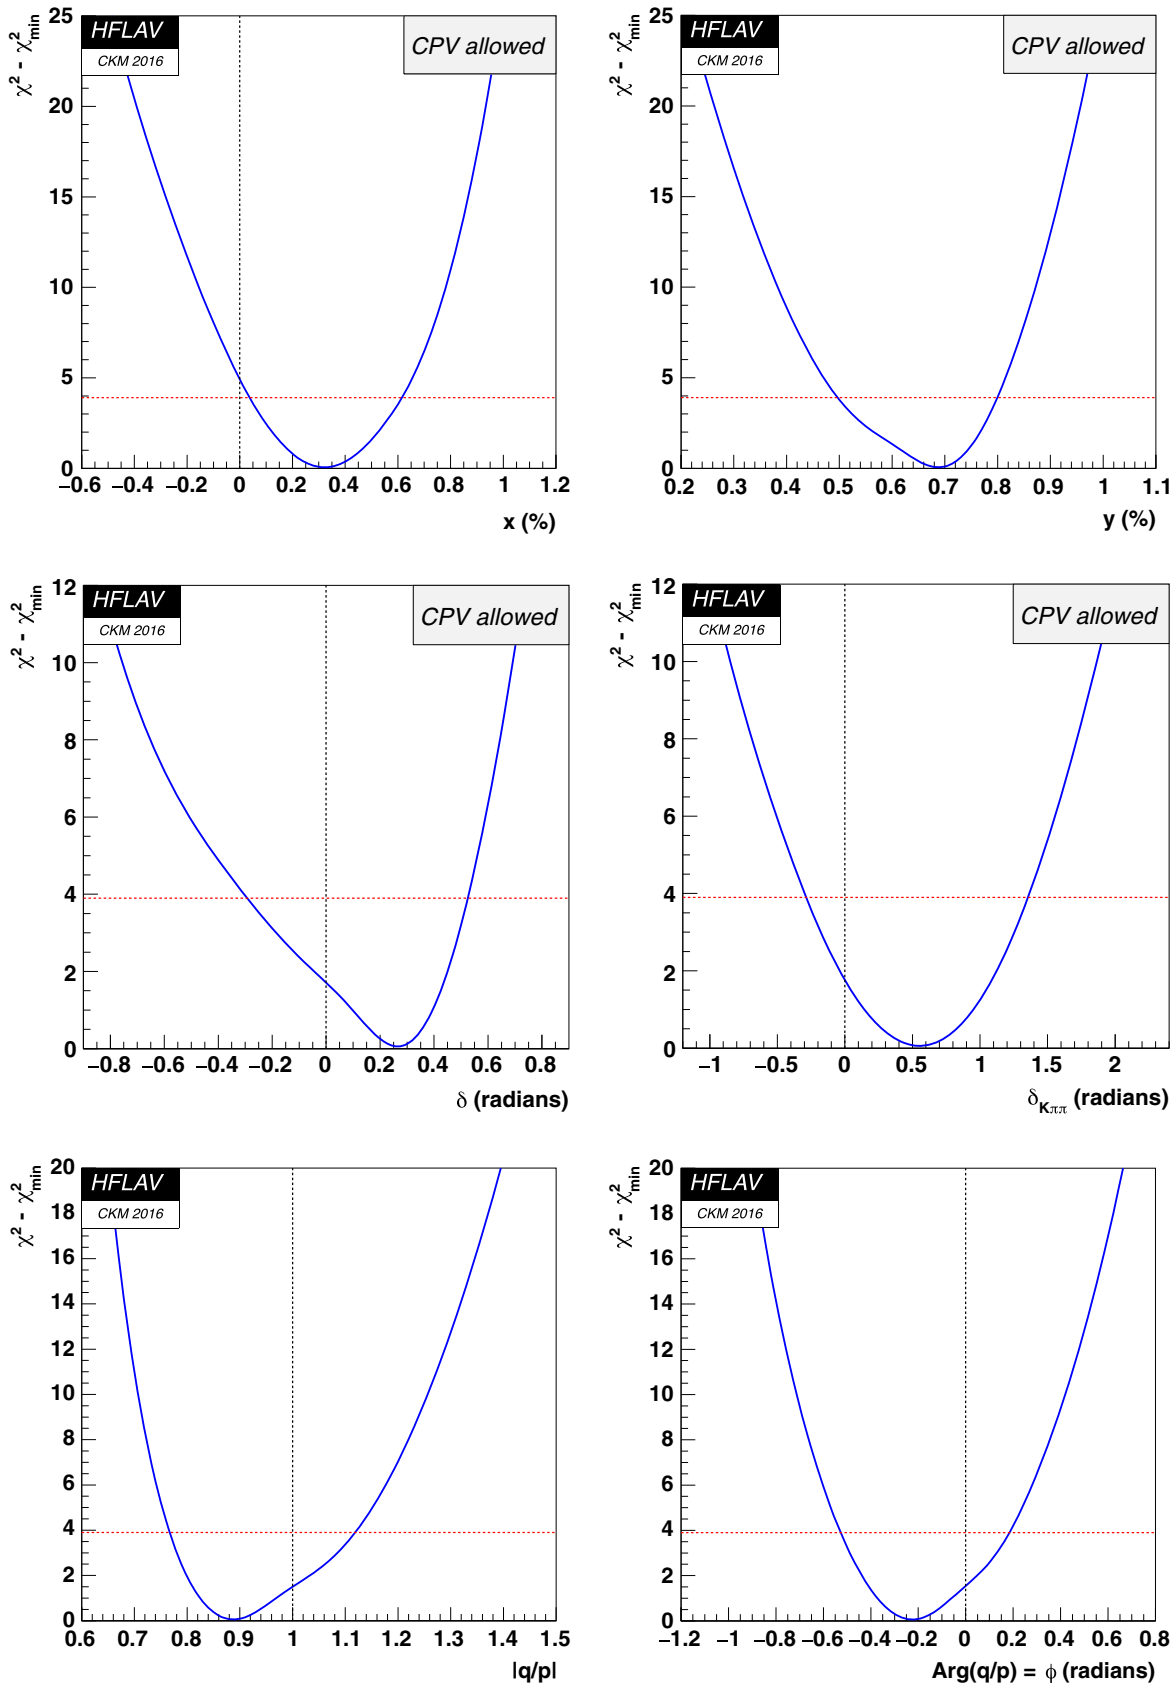 HFLAV
CKM 2016
CPV allowed
χ² - χ²min
25
20
15
10
5
0
−0.6 −0.4 −0.2 0 0.2 0.4 0.6 0.8 1 1.2
x (%)
HFLAV
CKM 2016
CPV allowed
χ² - χ²min
25
20
15
10
5
0
0.2 0.3 0.4 0.5 0.6 0.7 0.8 0.9 1 1.1
y (%)
HFLAV
CKM 2016
CPV allowed
χ² - χ²min
12
10
8
6
4
2
0
−0.8 −0.6 −0.4 −0.2 0 0.2 0.4 0.6 0.8
δ (radians)
HFLAV
CKM 2016
CPV allowed
χ² - χ²min
12
10
8
6
4
2
0
−1 −0.5 0 0.5 1 1.5 2
δKππ (radians)
HFLAV
CKM 2016
χ² - χ²min
20
18
16
14
12
10
8
6
4
2
0
0.6 0.7 0.8 0.9 1 1.1 1.2 1.3 1.4 1.5
|q/p|
HFLAV
CKM 2016
χ² - χ²min
20
18
16
14
12
10
8
6
4
2
0
−1.2 −1 −0.8 −0.6 −0.4 −0.2 0 0.2 0.4 0.6 0.8
Arg(q/p) = ϕ (radians)